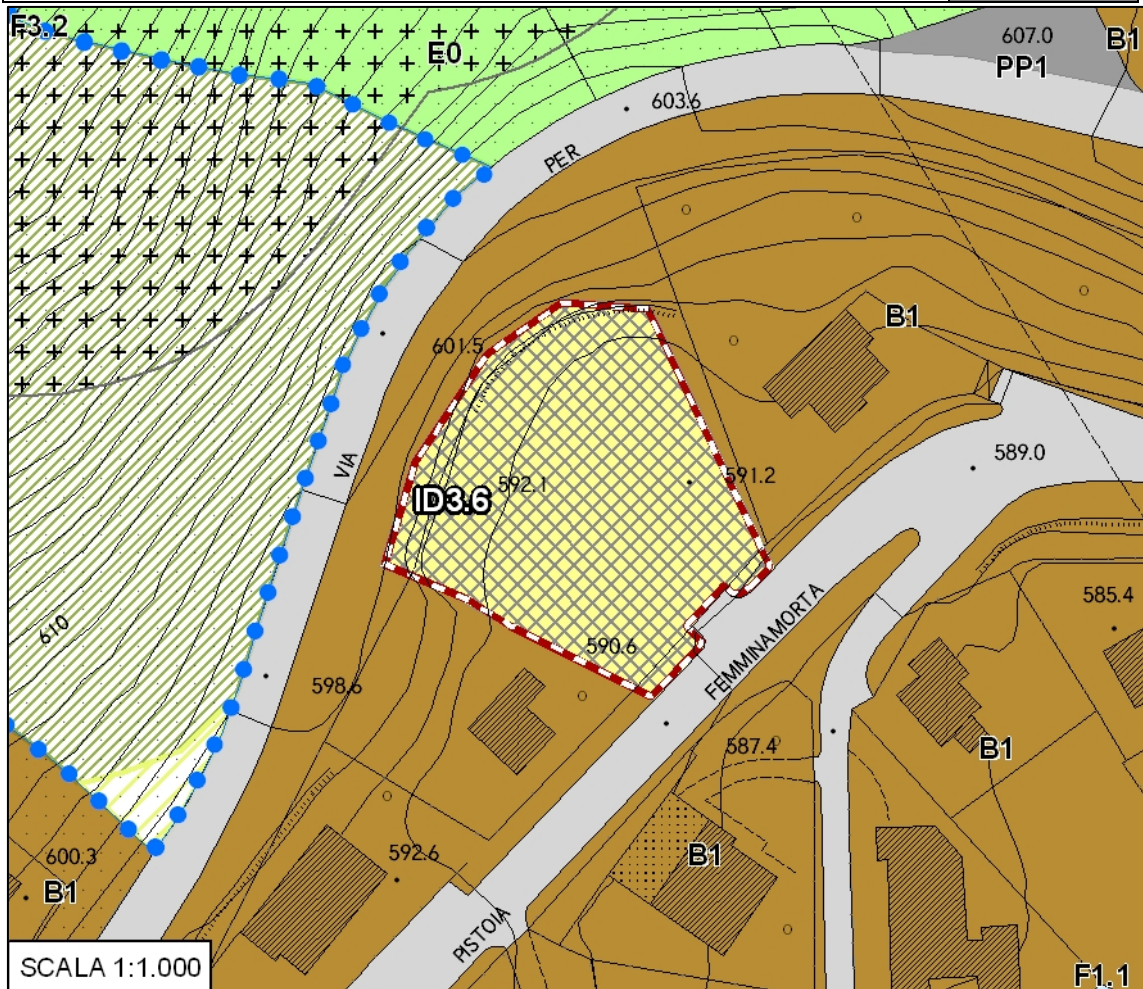 F3.2
E0
607.0
B1
PP1
603.6
PER
B1
601.5
VIA
589.0
591.2
592.1
ID3.6
585.4
FEMMINAMORTA
590.6
610
598.6
587.4
B1
600.3
592.6
B1
B1
PISTOIA
SCALA 1:1.000
F1.1